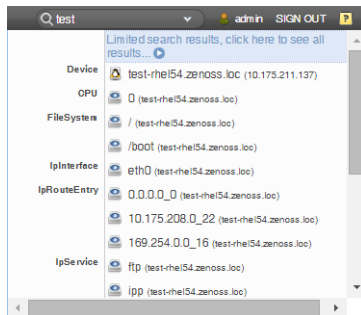 test admin SIGN OUT ?
Limited search results, click here to see all
results...
Device test-rhel54.zenoss.loc (10.175.211.137)
CPU 0 (test-rhel54.zenoss.loc)
FileSystem / (test-rhel54.zenoss.loc)
/boot (test-rhel54.zenoss.loc)
IpInterface eth0 (test-rhel54.zenoss.loc)
IpRouteEntry 0.0.0.0_0 (test-rhel54.zenoss.loc)
10.175.208.0_22 (test-rhel54.zenoss.loc)
169.254.0.0_16 (test-rhel54.zenoss.loc)
IpService ftp (test-rhel54.zenoss.loc)
ipp (test-rhel54.zenoss.loc)